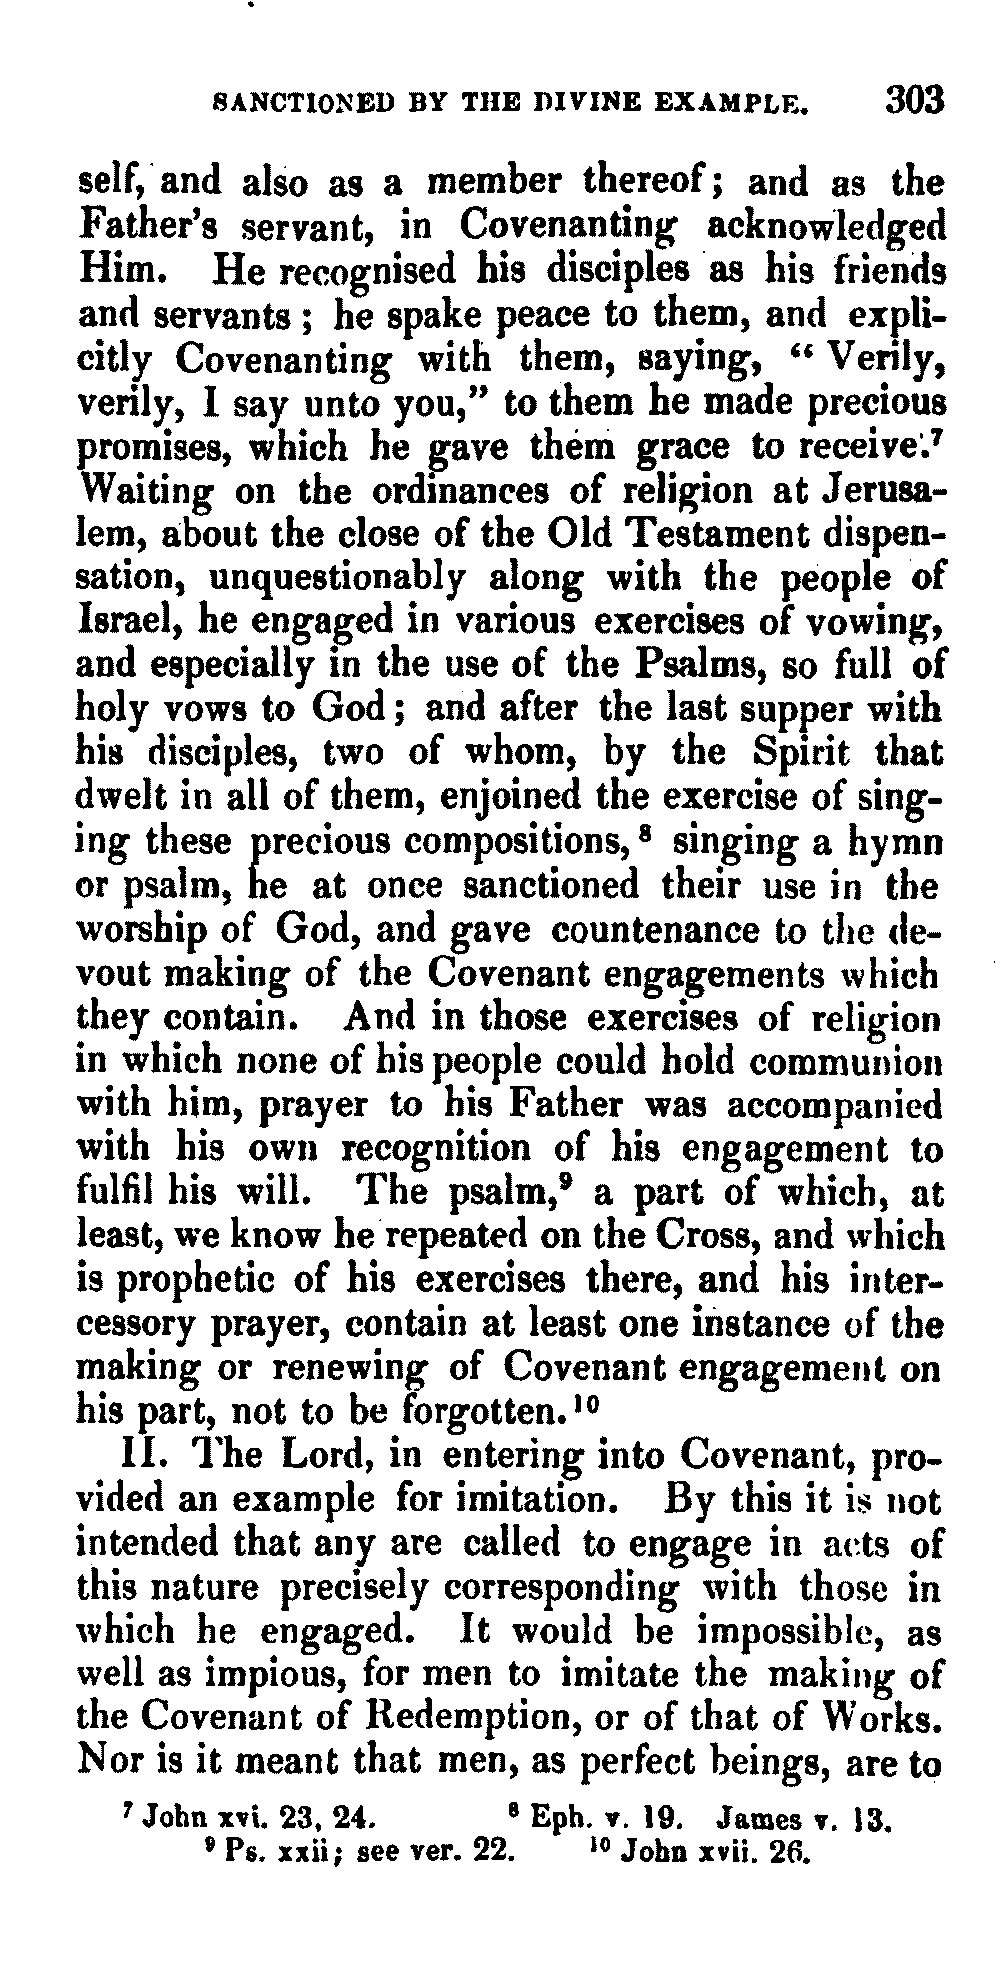 SANCTIONED BY THE DIVINE EXAMPLE. 303
self, and also as a member thereof; and as the
Father's servant, in Covenanting acknowledged
Him. He recognised his disciples as his friends
and servants; he spake peace to them, and expli-
citly Covenanting with them, saying, “Verily,
verily, I say unto you,” to them he made precious
promises, which he gave them grace to receive.⁷
Waiting on the ordinances of religion at Jerusa-
lem, about the close of the Old Testament dispen-
sation, unquestionably along with the people of
Israel, he engaged in various exercises of vowing,
and especially in the use of the Psalms, so full of
holy vows to God; and after the last supper with
his disciples, two of whom, by the Spirit that
dwelt in all of them, enjoined the exercise of sing-
ing these precious compositions,⁸ singing a hymn
or psalm, he at once sanctioned their use in the
worship of God, and gave countenance to the de-
vout making of the Covenant engagements which
they contain. And in those exercises of religion
in which none of his people could hold communion
with him, prayer to his Father was accompanied
with his own recognition of his engagement to
fulfil his will. The psalm,⁹ a part of which, at
least, we know he repeated on the Cross, and which
is prophetic of his exercises there, and his inter-
cessory prayer, contain at least one instance of the
making or renewing of Covenant engagement on
his part, not to be forgotten.¹⁰
II. The Lord, in entering into Covenant, pro-
vided an example for imitation. By this it is not
intended that any are called to engage in acts of
this nature precisely corresponding with those in
which he engaged. It would be impossible, as
well as impious, for men to imitate the making of
the Covenant of Redemption, or of that of Works.
Nor is it meant that men, as perfect beings, are to
⁷ John xvi. 23, 24. ⁸ Eph. v. 19. James v. 13.
⁹ Ps. xxii; see ver. 22. ¹⁰ John xvii. 26.